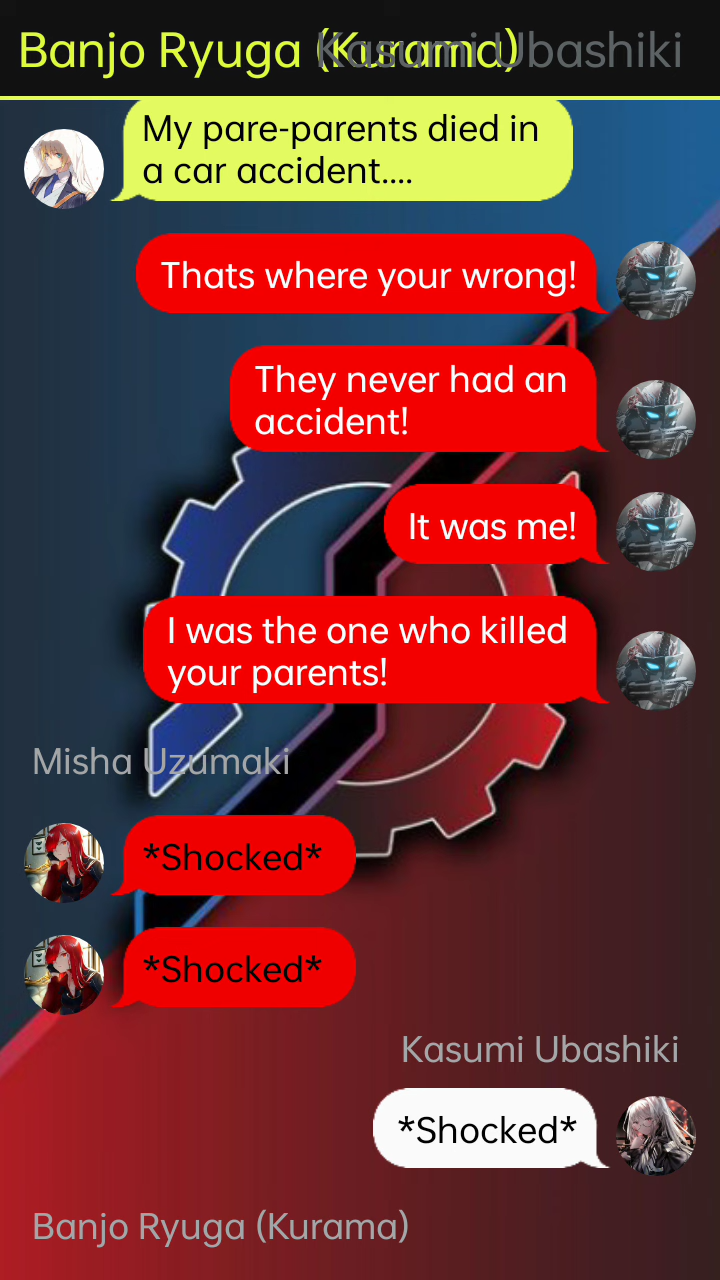 Banjo Ryuga (Kurama)
Kasumi Ubashiki
My pare-parents died in
a car accident....
Thats where your wrong!
They never had an
accident!
It was me!
I was the one who killed
your parents!
Misha Uzumaki
*Shocked*
*Shocked*
Kasumi Ubashiki
*Shocked*
Banjo Ryuga (Kurama)